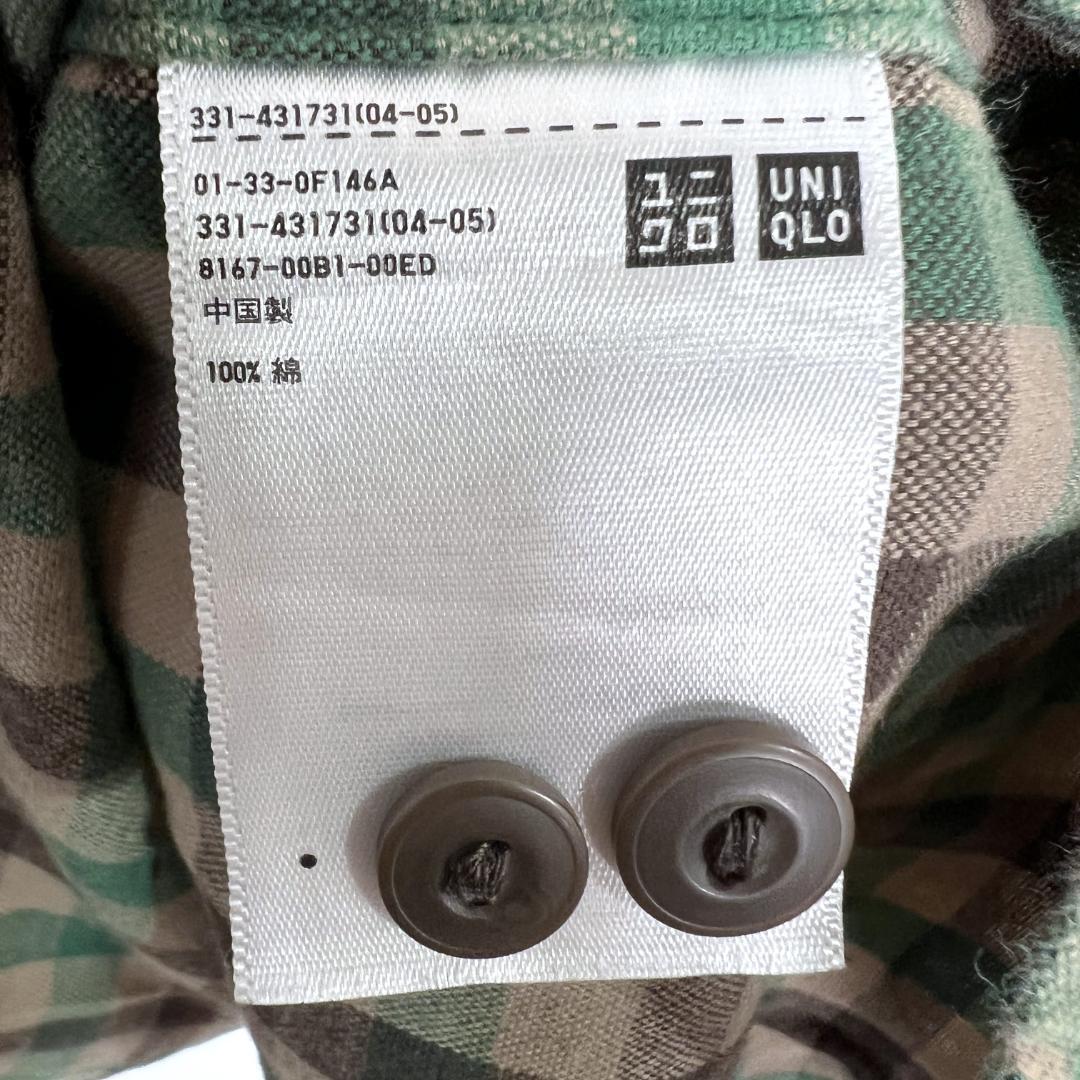 331-431731(04-05)
01-33-0F146A
331-431731(04-05)
8167-00B1-00ED
中国製
100% 綿
ユニ
クロ
UNI
QLO